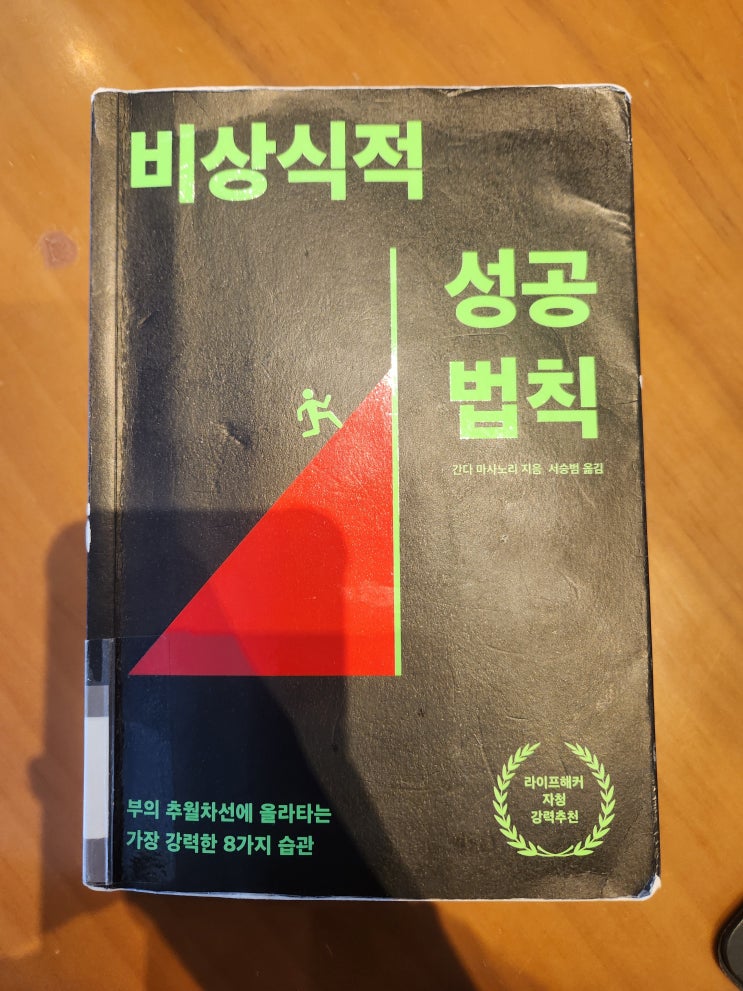 비상식적
성공
법칙
간다 마사노리 지음 서승범 옮김
라이프해커
자청
강력추천
부의 추월차선에 올라타는
가장 강력한 8가지 습관